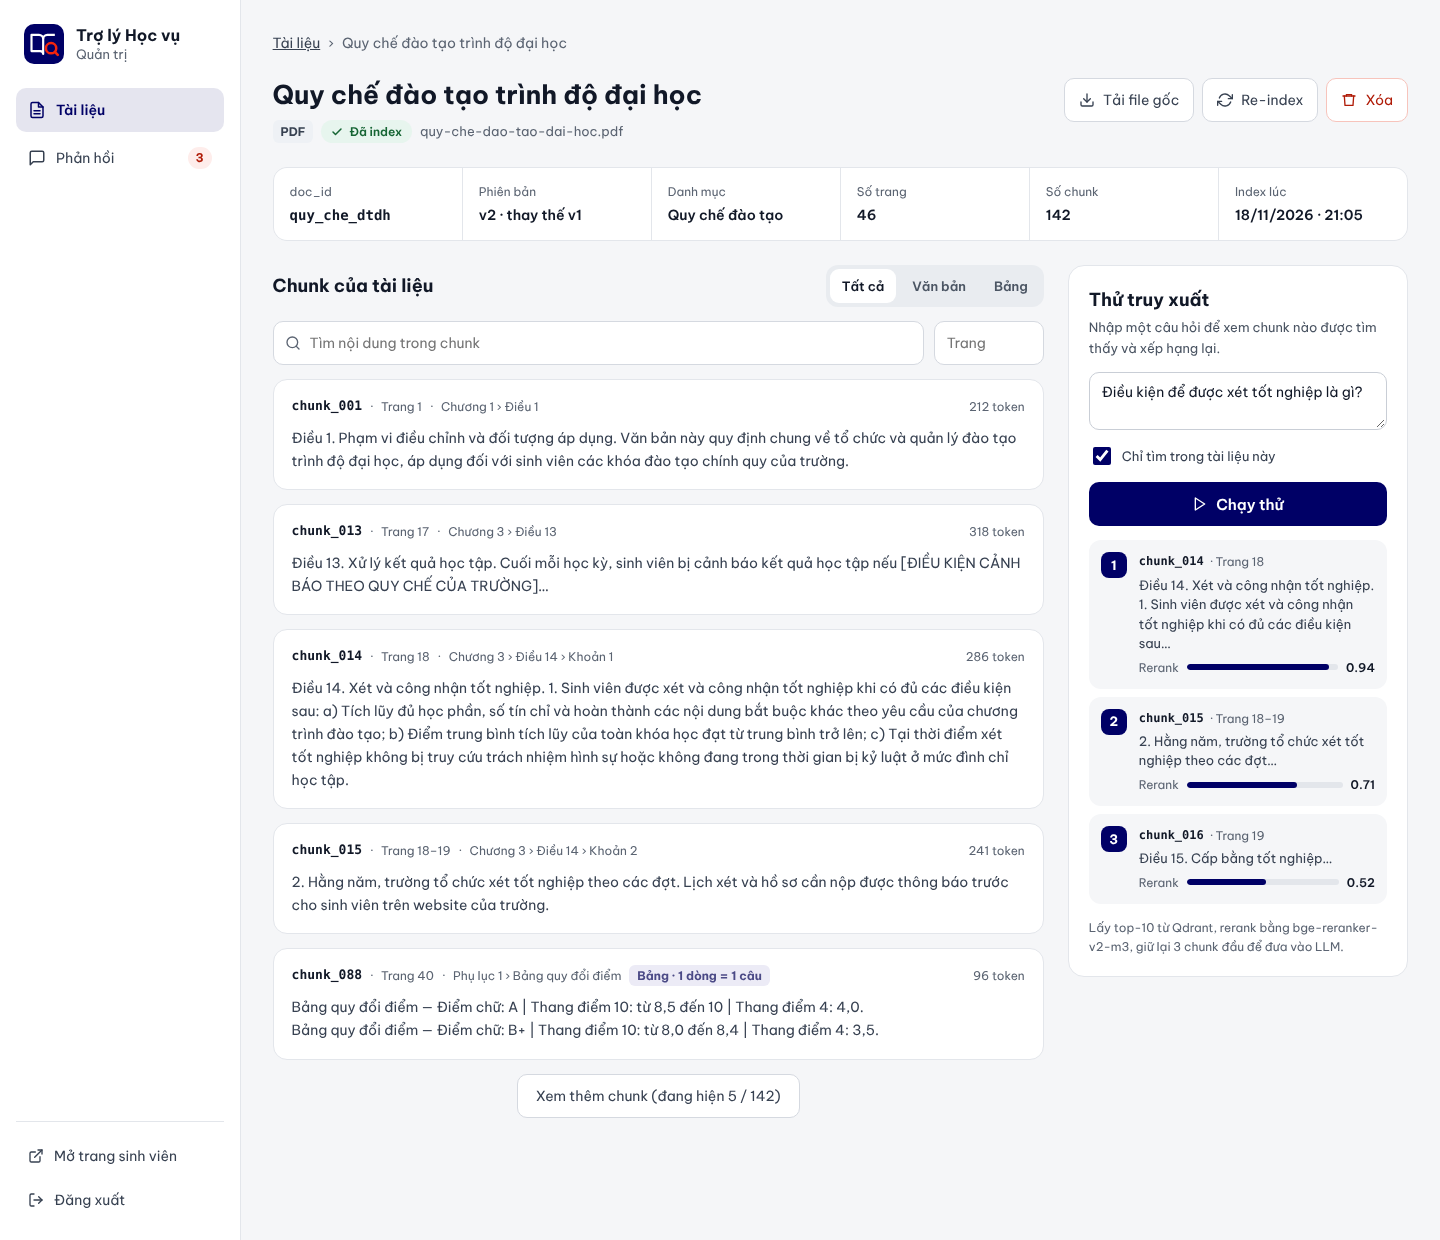 Trợ lý Học vụ
Quản trị
Tài liệu
Phản hồi
3
Mở trang sinh viên
Đăng xuất
Tài liệu › Quy chế đào tạo trình độ đại học
Quy chế đào tạo trình độ đại học
PDF
Đã index
quy-che-dao-tao-dai-hoc.pdf
Tải file gốc
Re-index
Xóa
doc_id
quy_che_dtdh
Phiên bản
v2 · thay thế v1
Danh mục
Quy chế đào tạo
Số trang
46
Số chunk
142
Index lúc
18/11/2026 · 21:05
Chunk của tài liệu
Tất cả
Văn bản
Bảng
Tìm nội dung trong chunk
Trang
chunk_001 · Trang 1 · Chương 1 › Điều 1
212 token
Điều 1. Phạm vi điều chỉnh và đối tượng áp dụng. Văn bản này quy định chung về tổ chức và quản lý đào tạo
trình độ đại học, áp dụng đối với sinh viên các khóa đào tạo chính quy của trường.
chunk_013 · Trang 17 · Chương 3 › Điều 13
318 token
Điều 13. Xử lý kết quả học tập. Cuối mỗi học kỳ, sinh viên bị cảnh báo kết quả học tập nếu [ĐIỀU KIỆN CẢNH
BÁO THEO QUY CHẾ CỦA TRƯỜNG]…
chunk_014 · Trang 18 · Chương 3 › Điều 14 › Khoản 1
286 token
Điều 14. Xét và công nhận tốt nghiệp. 1. Sinh viên được xét và công nhận tốt nghiệp khi có đủ các điều kiện
sau: a) Tích lũy đủ học phần, số tín chỉ và hoàn thành các nội dung bắt buộc khác theo yêu cầu của chương
trình đào tạo; b) Điểm trung bình tích lũy của toàn khóa học đạt từ trung bình trở lên; c) Tại thời điểm xét
tốt nghiệp không bị truy cứu trách nhiệm hình sự hoặc không đang trong thời gian bị kỷ luật ở mức đình chỉ
học tập.
chunk_015 · Trang 18–19 · Chương 3 › Điều 14 › Khoản 2
241 token
2. Hằng năm, trường tổ chức xét tốt nghiệp theo các đợt. Lịch xét và hồ sơ cần nộp được thông báo trước
cho sinh viên trên website của trường.
chunk_088 · Trang 40 · Phụ lục 1 › Bảng quy đổi điểm
Bảng · 1 dòng = 1 câu
96 token
Bảng quy đổi điểm — Điểm chữ: A | Thang điểm 10: từ 8,5 đến 10 | Thang điểm 4: 4,0.
Bảng quy đổi điểm — Điểm chữ: B+ | Thang điểm 10: từ 8,0 đến 8,4 | Thang điểm 4: 3,5.
Xem thêm chunk (đang hiện 5 / 142)
Thử truy xuất
Nhập một câu hỏi để xem chunk nào được tìm
thấy và xếp hạng lại.
Điều kiện để được xét tốt nghiệp là gì?
Chỉ tìm trong tài liệu này
Chạy thử
1
chunk_014 · Trang 18
Điều 14. Xét và công nhận tốt nghiệp.
1. Sinh viên được xét và công nhận
tốt nghiệp khi có đủ các điều kiện
sau…
Rerank
0.94
2
chunk_015 · Trang 18–19
2. Hằng năm, trường tổ chức xét tốt
nghiệp theo các đợt…
Rerank
0.71
3
chunk_016 · Trang 19
Điều 15. Cấp bằng tốt nghiệp…
Rerank
0.52
Lấy top-10 từ Qdrant, rerank bằng bge-reranker-
v2-m3, giữ lại 3 chunk đầu để đưa vào LLM.